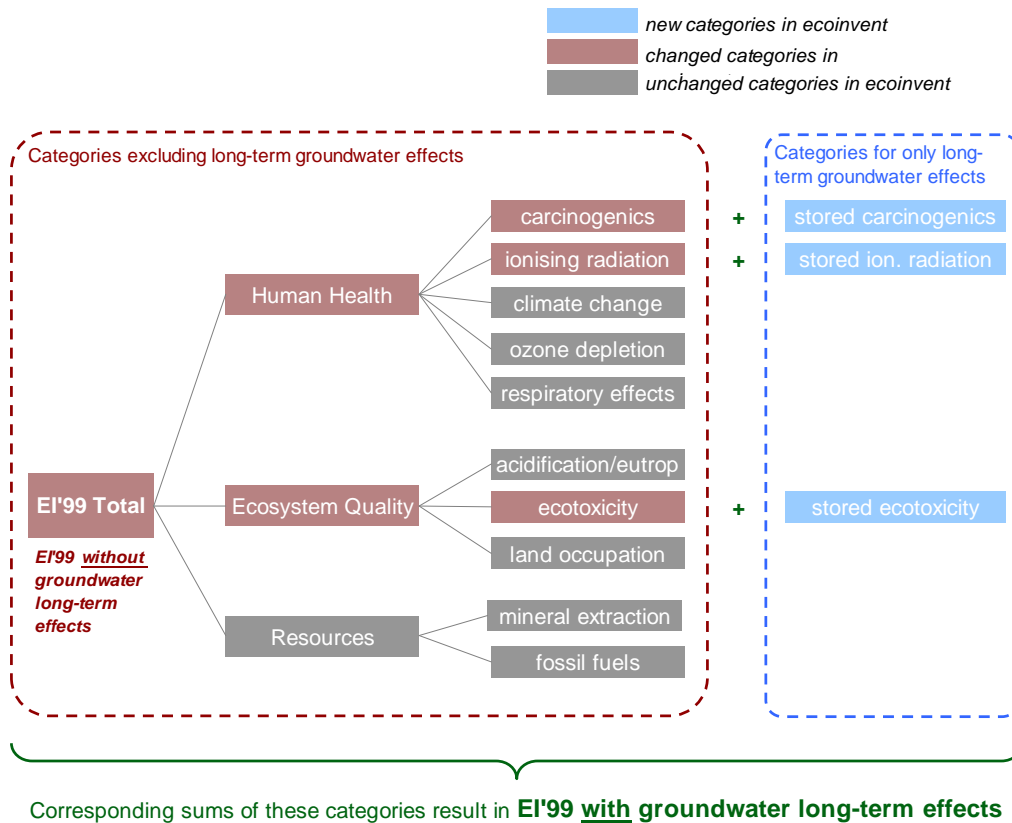 new categories in ecoinvent
changed categories in
unchanged categories in ecoinvent
Categories excluding long-term groundwater effects
Categories for only long-
term groundwater effects
carcinogenics
+
stored carcinogenics
ionising radiation
+
stored ion. radiation
Human Health
climate change
ozone depletion
respiratory effects
acidification/eutrop
EI'99 Total
Ecosystem Quality
ecotoxicity
+
stored ecotoxicity
land occupation
EI'99 without
groundwater
long-term
effects
Resources
mineral extraction
fossil fuels
Corresponding sums of these categories result in EI'99 with groundwater long-term effects